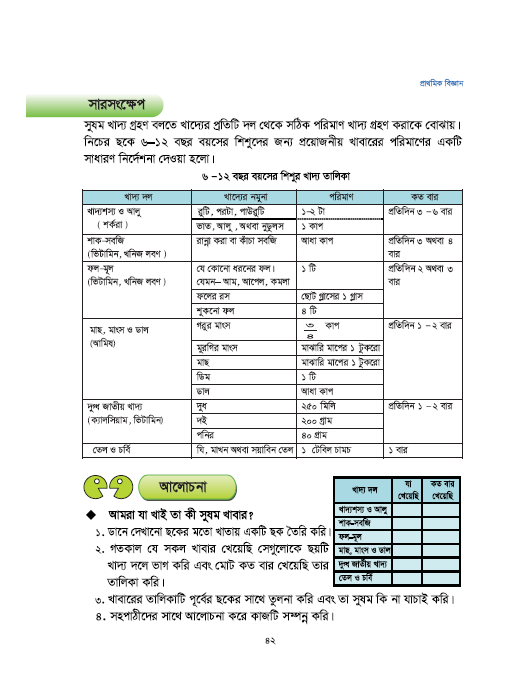 প্রাথমিক বিজ্ঞান
সারসংক্ষেপ
সুষম খাদ্য গ্রহণ বলতে খাদ্যের প্রতিটি দল থেকে সঠিক পরিমাণ খাদ্য গ্রহণ করাকে বোঝায়।
নিচের ছকে ৬–১২ বছর বয়সের শিশুদের জন্য প্রয়োজনীয় খাবারের পরিমাণের একটি
সাধারণ নির্দেশনা দেওয়া হলো।
৬ –১২ বছর বয়সের শিশুর খাদ্য তালিকা
খাদ্য দল খাদ্যের নমুনা পরিমাণ কত বার
খাদ্যশস্য ও আলু রুটি, পরটা, পাউরুটি ১-২ টা প্রতিদিন ৩ –৬ বার
( শর্করা ) ভাত, আলু , অথবা নুডুলস ১ কাপ
শাক-সবজি রান্না করা বা কাঁচা সবজি আধা কাপ প্রতিদিন ৩ অথবা ৪
(ভিটামিন, খনিজ লবণ ) বার
ফল-মূল যে কোনো ধরনের ফল। ১ টি প্রতিদিন ২ অথবা ৩
(ভিটামিন, খনিজ লবণ ) যেমন– আম, আপেল, কমলা বার
ফলের রস ছোট গ্লাসের ১ গ্লাস
শুকনো ফল ৪ টি
মাছ, মাংস ও ডাল গরুর মাংস ৩/৪ কাপ প্রতিদিন ১ –২ বার
(আমিষ) মুরগির মাংস মাঝারি মাপের ১ টুকরো
মাছ মাঝারি মাপের ১ টুকরো
ডিম ১ টি
ডাল আধা কাপ
দুগ্ধ জাতীয় খাদ্য দুধ ২৫০ মিলি প্রতিদিন ১ –২ বার
(ক্যালসিয়াম, ভিটামিন) দই ২০০ গ্রাম
পনির ৪০ গ্রাম
তেল ও চর্বি ঘি, মাখন অথবা সয়াবিন তেল ১ টেবিল চামচ ১ বার
আলোচনা
◆ আমরা যা খাই তা কী সুষম খাবার?
১. ডানে দেখানো ছকের মতো খাতায় একটি ছক তৈরি করি।
২. গতকাল যে সকল খাবার খেয়েছি সেগুলোকে ছয়টি
খাদ্য দলে ভাগ করি এবং মোট কত বার খেয়েছি তার
তালিকা করি।
খাদ্য দল যা খেয়েছি কত বার খেয়েছি
খাদ্যশস্য ও আলু
শাক-সবজি
ফল-মূল
মাছ, মাংস ও ডাল
দুগ্ধ জাতীয় খাদ্য
তেল ও চর্বি
৩. খাবারের তালিকাটি পূর্বের ছকের সাথে তুলনা করি এবং তা সুষম কি না যাচাই করি।
৪. সহপাঠীদের সাথে আলোচনা করে কাজটি সম্পন্ন করি।
৪২